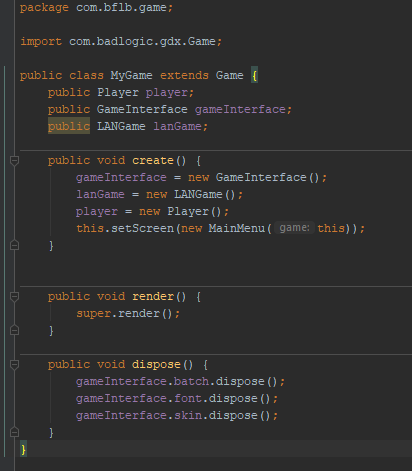 package com.bflb.game;
import com.badlogic.gdx.Game;
public class MyGame extends Game {
public Player player;
public GameInterface gameInterface;
public LANGame lanGame;
public void create() {
gameInterface = new GameInterface();
lanGame = new LANGame();
player = new Player();
this.setScreen(new MainMenu( game: this));
}
public void render() {
super.render();
}
public void dispose() {
gameInterface.batch.dispose();
gameInterface.font.dispose();
gameInterface.skin.dispose();
}
}